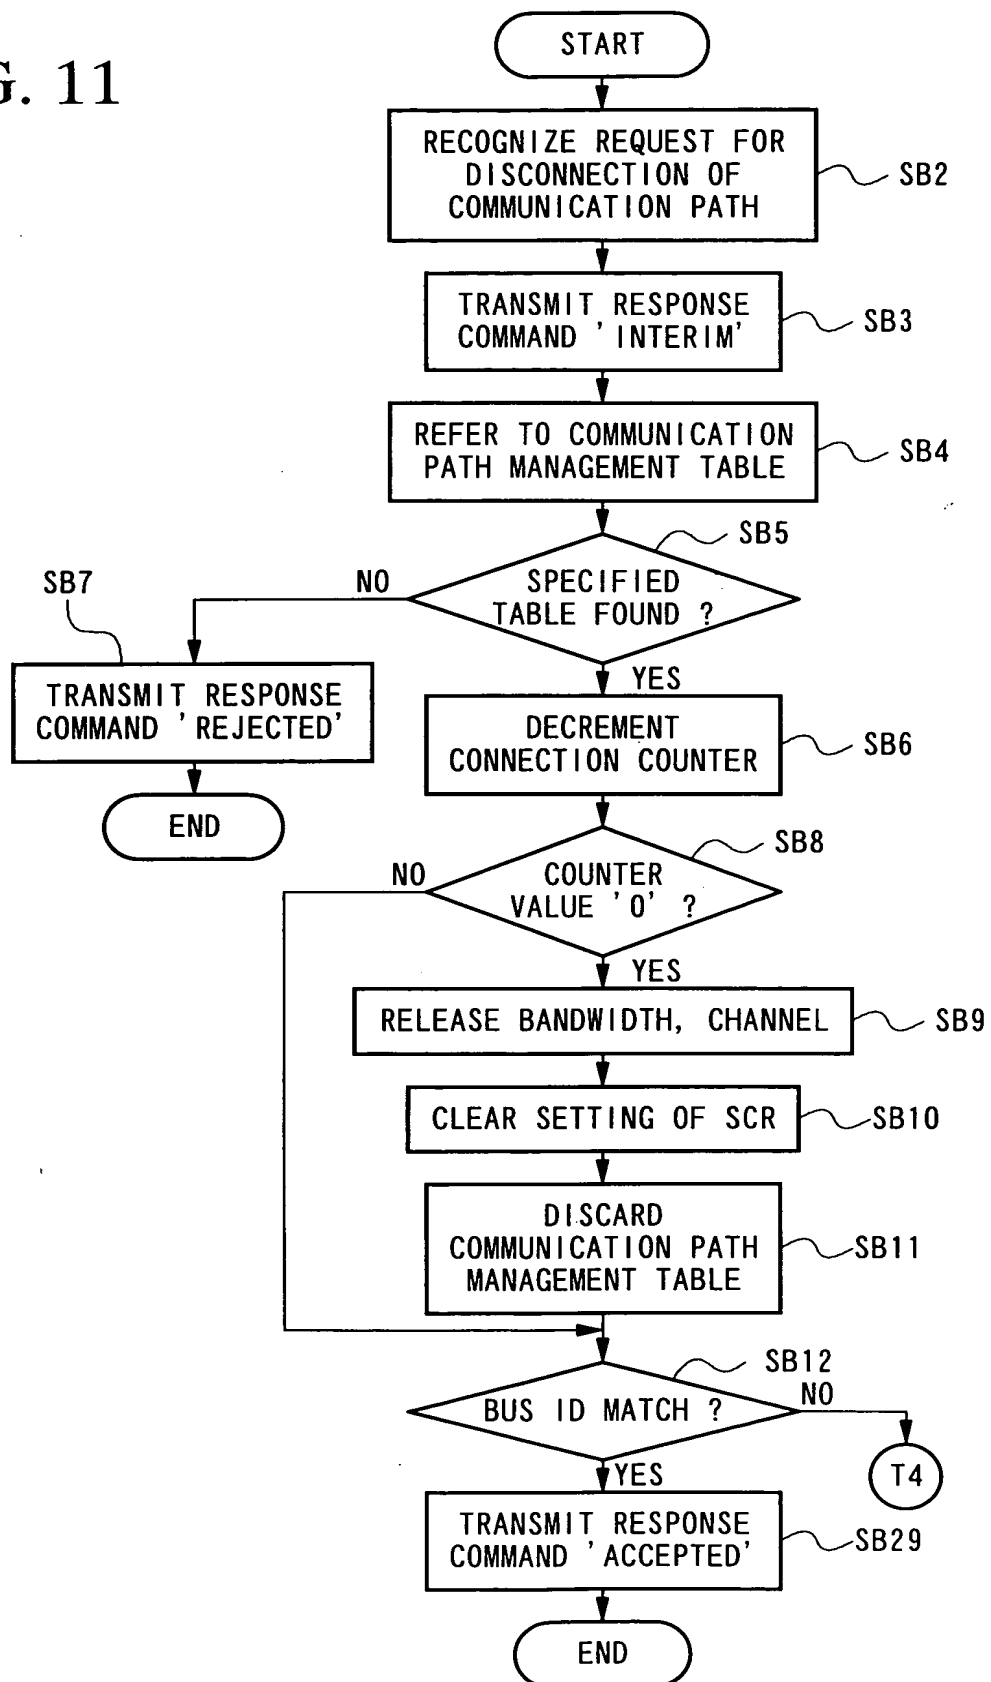 G. 11
START
RECOGNIZE REQUEST FOR
DISCONNECTION OF
COMMUNICATION PATH
SB2
TRANSMIT RESPONSE
COMMAND 'INTERIM'
SB3
REFER TO COMMUNICATION
PATH MANAGEMENT TABLE
SB4
SB5
SPECIFIED
TABLE FOUND ?
NO
SB7
YES
TRANSMIT RESPONSE
COMMAND 'REJECTED'
END
DECREMENT
CONNECTION COUNTER
SB6
SB8
COUNTER
VALUE '0' ?
NO
YES
RELEASE BANDWIDTH, CHANNEL
SB9
CLEAR SETTING OF SCR
SB10
DISCARD
COMMUNICATION PATH
MANAGEMENT TABLE
SB11
SB12
BUS ID MATCH ?
NO
T4
YES
TRANSMIT RESPONSE
COMMAND 'ACCEPTED'
SB29
END